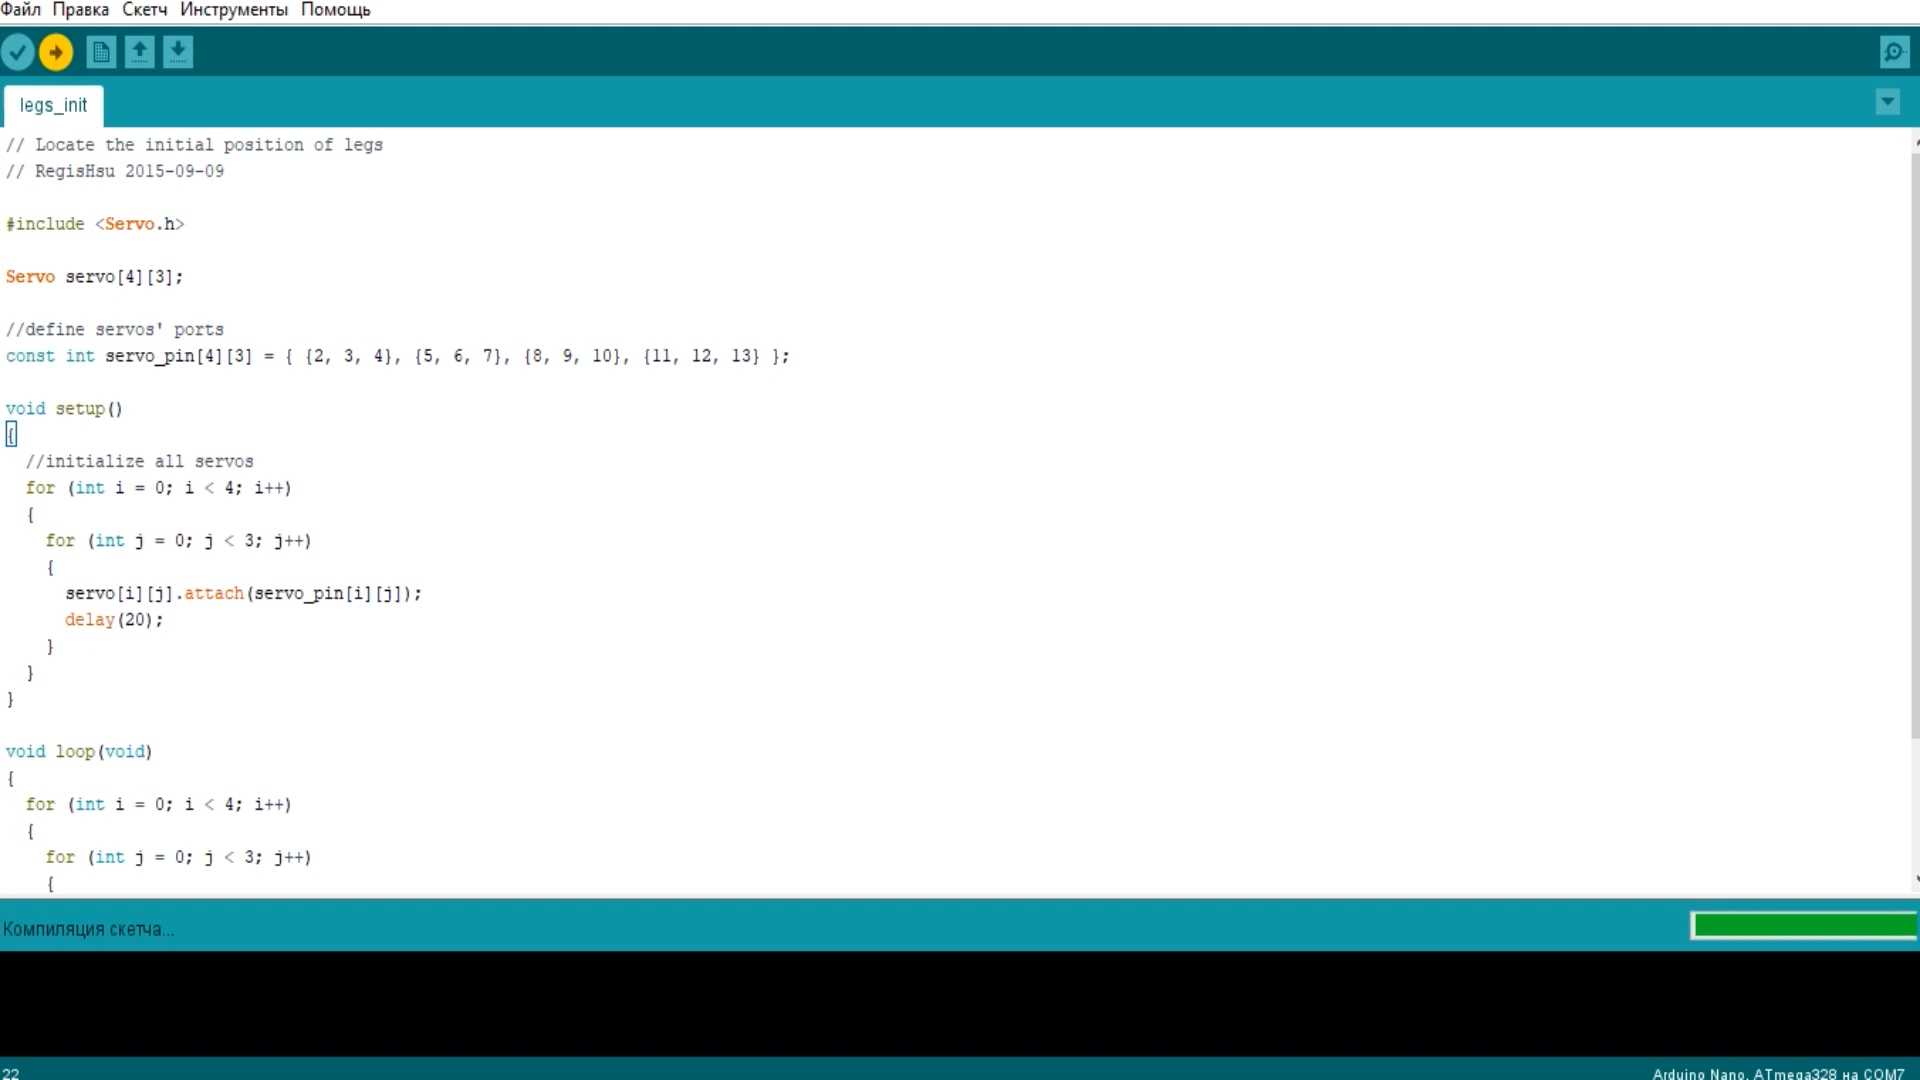 Файл Правка Скетч Инструменты Помощь
legs_init
// Locate the initial position of legs
// RegisHsu 2015-09-09
#include <Servo.h>
Servo servo[4][3];
//define servos' ports
const int servo_pin[4][3] = { {2, 3, 4}, {5, 6, 7}, {8, 9, 10}, {11, 12, 13} };
void setup()
{
//initialize all servos
for (int i = 0; i < 4; i++)
{
for (int j = 0; j < 3; j++)
{
servo[i][j].attach(servo_pin[i][j]);
delay(20);
}
}
}
void loop(void)
{
for (int i = 0; i < 4; i++)
{
for (int j = 0; j < 3; j++)
{
Компиляция скетча...
22
Arduino Nano, ATmega328 на COM7